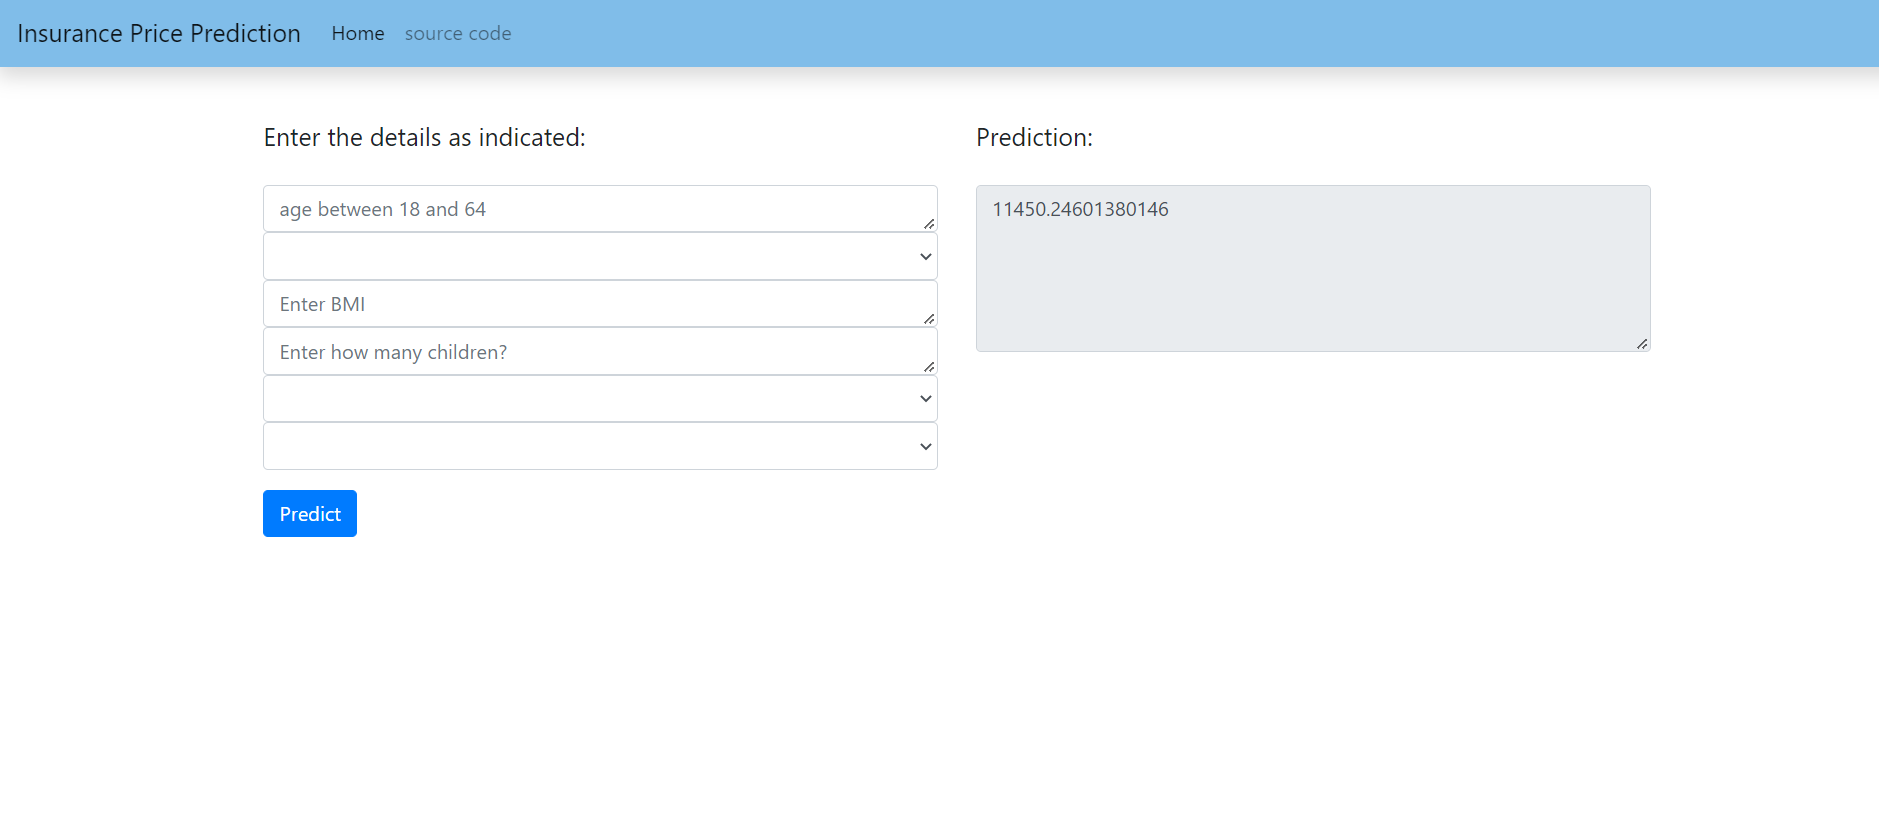 Insurance Price Prediction Home source code
Enter the details as indicated:
age between 18 and 64
Enter BMI
Enter how many children?
Predict
Prediction:
11450.24601380146